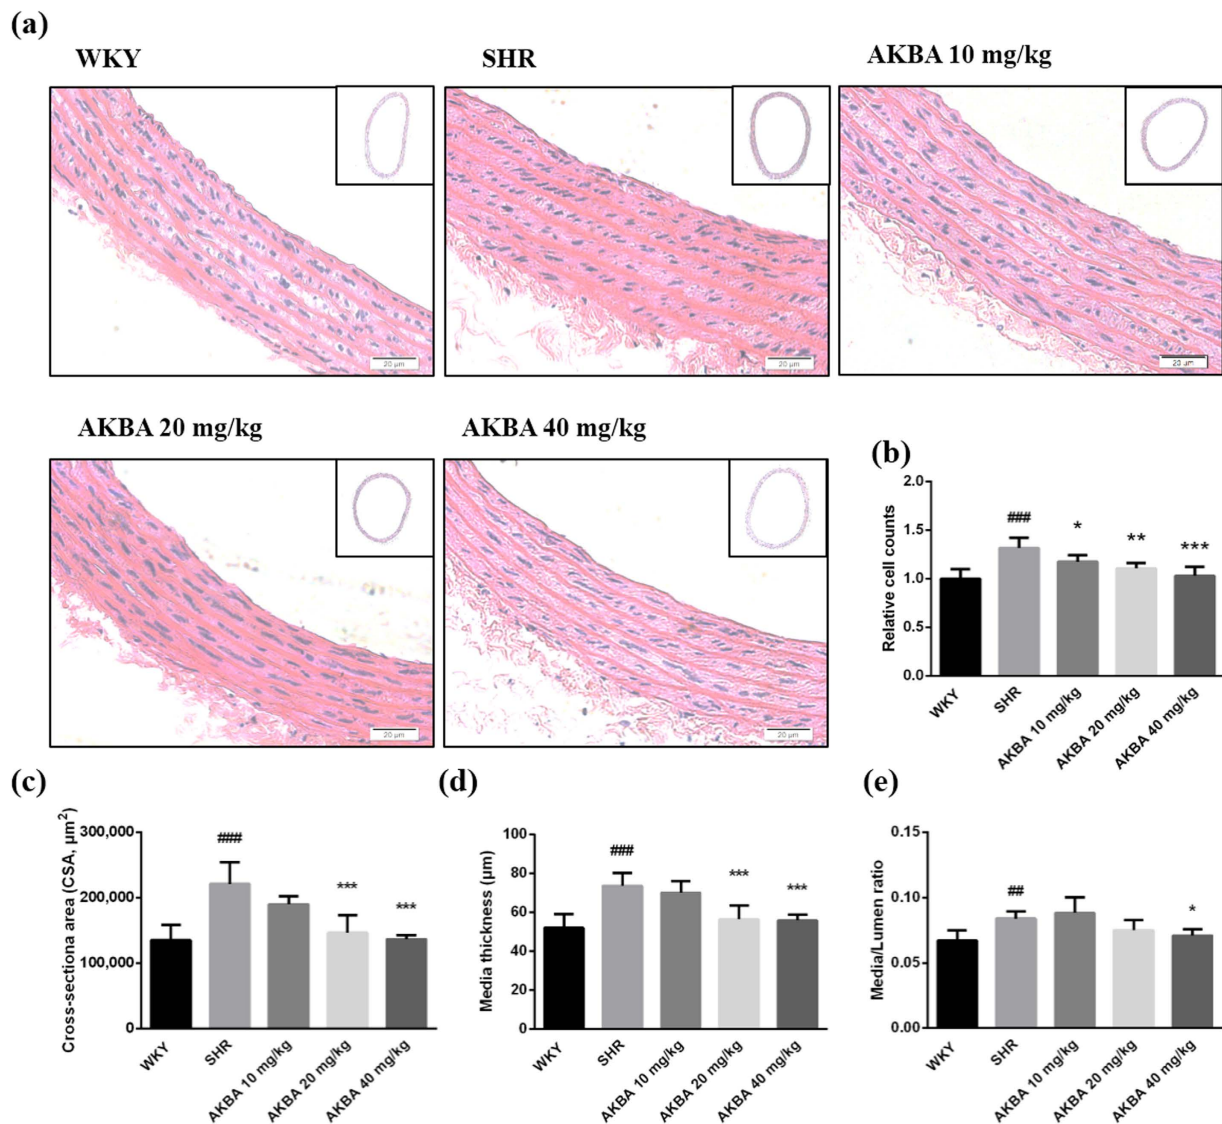 (a)
WKY
SHR
AKBA 10 mg/kg
20 µm
20 µm
20 µm
AKBA 20 mg/kg
AKBA 40 mg/kg
20 µm
20 µm
(b)
Relative cell counts
2.0
1.5
1.0
0.5
0.0
###
*
**
***
WKY
SHR
AKBA 10 mg/kg
AKBA 20 mg/kg
AKBA 40 mg/kg
(c)
Cross-sectiona area (CSA, µm²)
300,000
200,000
100,000
0
###
***
***
WKY
SHR
AKBA 10 mg/kg
AKBA 20 mg/kg
AKBA 40 mg/kg
(d)
Media thickness (µm)
100
80
60
40
20
0
###
***
***
WKY
SHR
AKBA 10 mg/kg
AKBA 20 mg/kg
AKBA 40 mg/kg
(e)
Media/Lumen ratio
0.15
0.10
0.05
0.00
##
*
WKY
SHR
AKBA 10 mg/kg
AKBA 20 mg/kg
AKBA 40 mg/kg